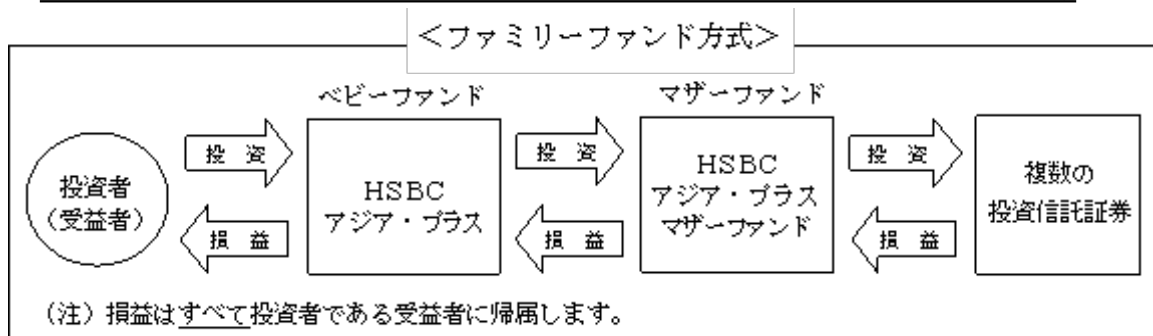 ＜ファミリーファンド方式＞
ベビーファンド
マザーファンド
投資者
（受益者）
投　資
損　益
HSBC
アジア・プラス
投　資
損　益
HSBC
アジア・プラス
マザーファンド
投　資
損　益
複数の
投資信託証券
（注）損益はすべて投資者である受益者に帰属します。